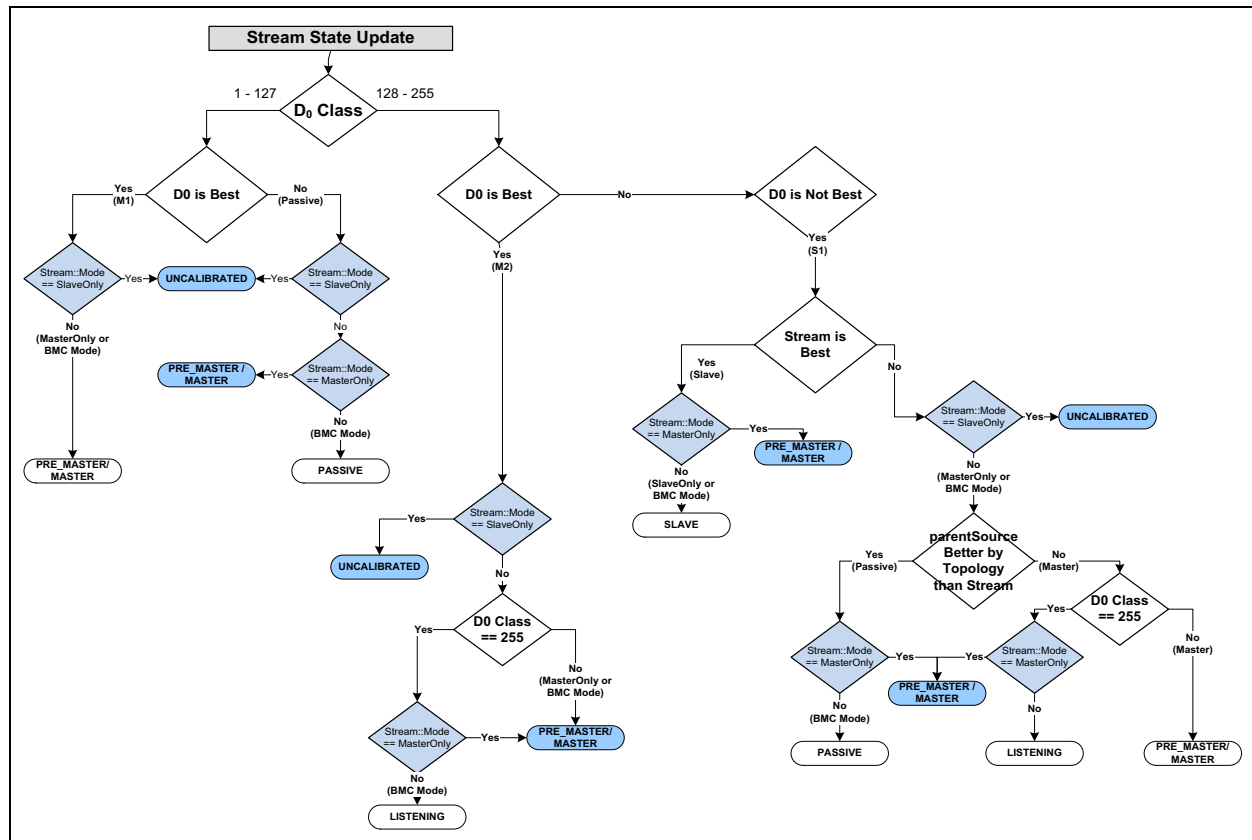 Stream State Update
1 - 127
D0 Class
128 - 255
D0 is Best
Yes
(M1)
No
(Passive)
Stream::Mode
== SlaveOnly
Yes
UNCALIBRATED
Yes
Stream::Mode
== SlaveOnly
No
(MasterOnly or
BMC Mode)
No
PRE_MASTER /
MASTER
Yes
Stream::Mode
== MasterOnly
No
(BMC Mode)
PRE_MASTER/
MASTER
PASSIVE
D0 is Best
No
Yes
(M2)
Stream::Mode
== SlaveOnly
Yes
UNCALIBRATED
No
D0 Class
== 255
Yes
No
(MasterOnly or
BMC Mode)
Stream::Mode
== MasterOnly
Yes
PRE_MASTER/
MASTER
No
(BMC Mode)
LISTENING
D0 is Not Best
Yes
(S1)
Stream is
Best
Yes
(Slave)
No
Stream::Mode
== MasterOnly
Yes
PRE_MASTER /
MASTER
No
(SlaveOnly or
BMC Mode)
SLAVE
Stream::Mode
== SlaveOnly
Yes
UNCALIBRATED
No
(MasterOnly or
BMC Mode)
parentSource
Better by
Topology
than Stream
Yes
(Passive)
No
(Master)
D0 Class
== 255
Yes
No
(Master)
Stream::Mode
== MasterOnly
Yes
PRE_MASTER /
MASTER
Yes
Stream::Mode
== MasterOnly
No
(BMC Mode)
No
PASSIVE
LISTENING
PRE_MASTER/
MASTER